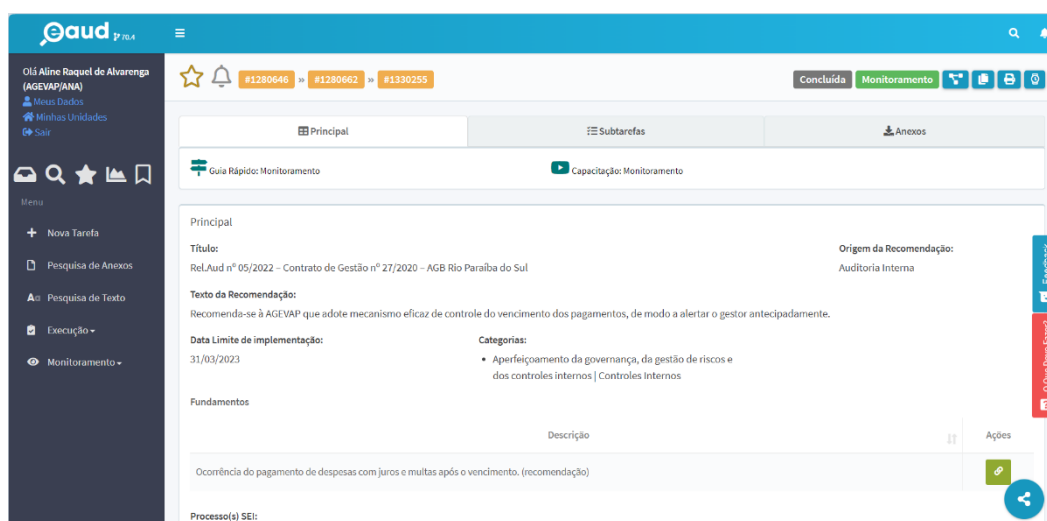 eaud 70.4
Olá Aline Raquel de Alvarenga
(AGEVAP/ANA)
Meus Dados
Minhas Unidades
Sair
Menu
+ Nova Tarefa
Pesquisa de Anexos
Pesquisa de Texto
Execução
Monitoramento
#1280646 » #1280662 » #1330255
Concluída Monitoramento
Principal Subtarefas Anexos
Guia Rápido: Monitoramento Capacitação: Monitoramento
Principal
Título: Origem da Recomendação:
Rel.Aud nº 05/2022 – Contrato de Gestão nº 27/2020 – AGB Rio Paraíba do Sul Auditoria Interna
Texto da Recomendação:
Recomenda-se à AGEVAP que adote mecanismo eficaz de controle do vencimento dos pagamentos, de modo a alertar o gestor antecipadamente.
Data Limite de implementação: Categorias:
31/03/2023 • Aperfeiçoamento da governança, da gestão de riscos e
dos controles internos | Controles Internos
Fundamentos
Descrição Ações
Ocorrência do pagamento de despesas com juros e multas após o vencimento. (recomendação)
Processo(s) SEI:
Feedback